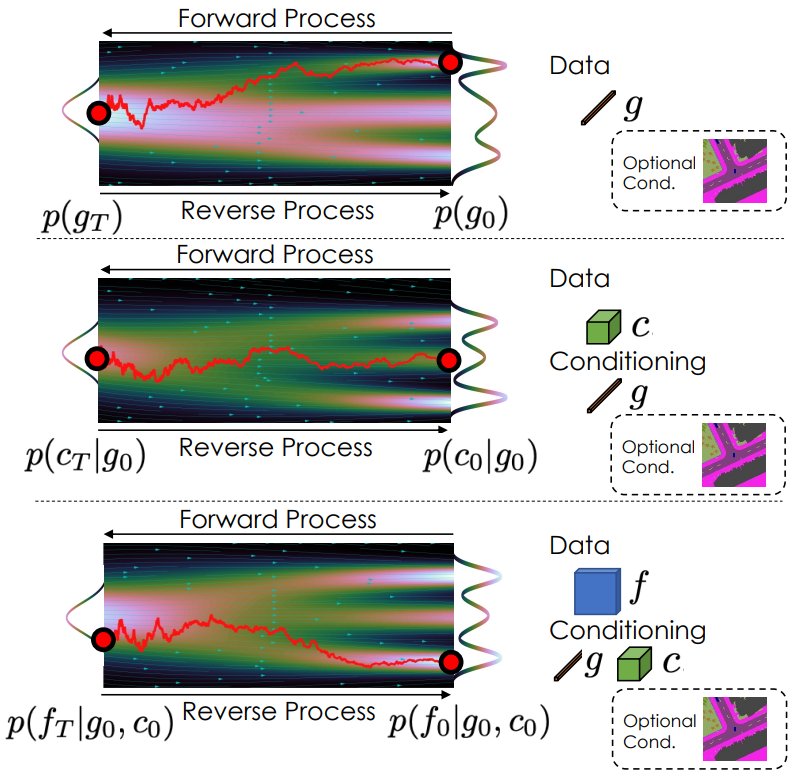 Forward Process
Data
g
Optional
Cond.
Reverse Process
p(g_T)
p(g_0)
Forward Process
Data
c
Conditioning
g
Optional
Cond.
Reverse Process
p(c_T|g_0)
p(c_0|g_0)
Forward Process
Data
f
Conditioning
g c
Optional
Cond.
Reverse Process
p(f_T|g_0, c_0)
p(f_0|g_0, c_0)